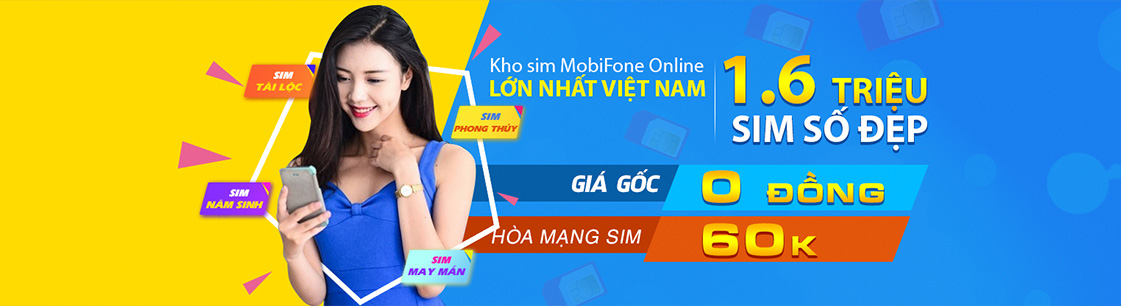 SIM
TÀI LỘC
SIM
PHONG THỦY
SIM
NĂM SINH
SIM
MAY MẮN
Kho sim MobiFone Online
LỚN NHẤT VIỆT NAM
1.6 TRIỆU
SIM SỐ ĐẸP
GIÁ GỐC
0 ĐỒNG
HÒA MẠNG SIM
60K